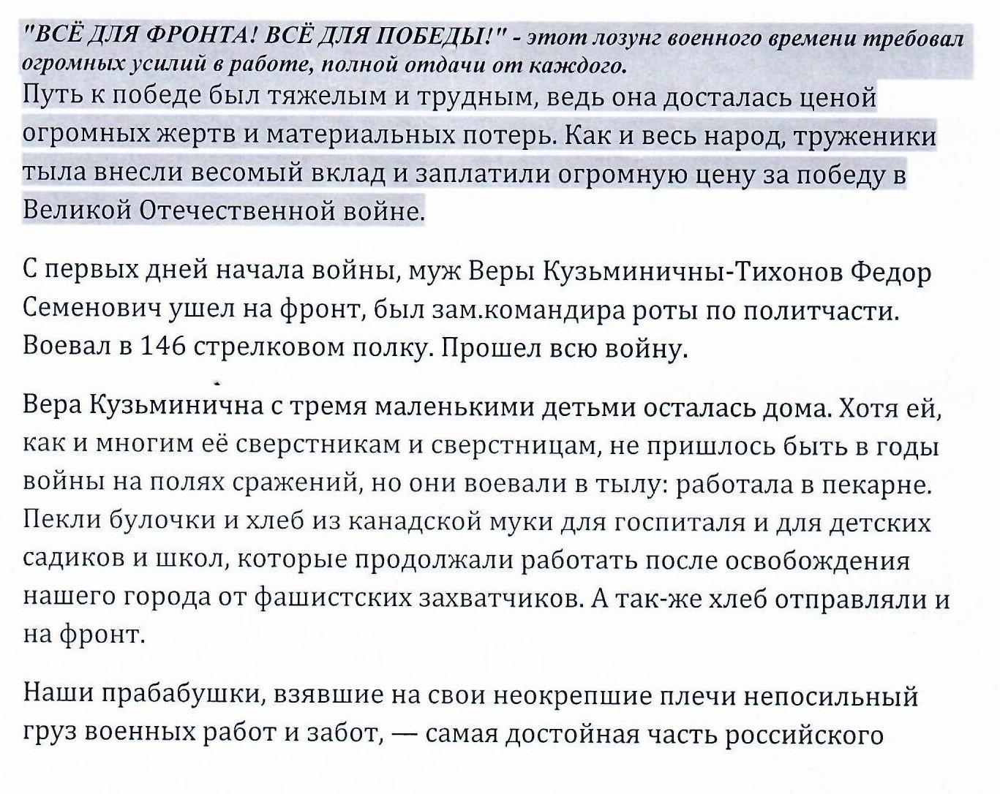 "ВСЁ ДЛЯ ФРОНТА! ВСЁ ДЛЯ ПОБЕДЫ!" - этот лозунг военного времени требовал
огромных усилий в работе, полной отдачи от каждого.
Путь к победе был тяжелым и трудным, ведь она досталась ценой
огромных жертв и материальных потерь. Как и весь народ, труженики
тыла внесли весомый вклад и заплатили огромную цену за победу в
Великой Отечественной войне.
С первых дней начала войны, муж Веры Кузьминичны-Тихонов Федор
Семенович ушел на фронт, был зам.командира роты по политчасти.
Воевал в 146 стрелковом полку. Прошел всю войну.
Вера Кузьминична с тремя маленькими детьми осталась дома. Хотя ей,
как и многим её сверстникам и сверстницам, не пришлось быть в годы
войны на полях сражений, но они воевали в тылу: работала в пекарне.
Пекли булочки и хлеб из канадской муки для госпиталя и для детских
садиков и школ, которые продолжали работать после освобождения
нашего города от фашистских захватчиков. А так-же хлеб отправляли и
на фронт.
Наши прабабушки, взявшие на свои неокрепшие плечи непосильный
груз военных работ и забот, — самая достойная часть российского